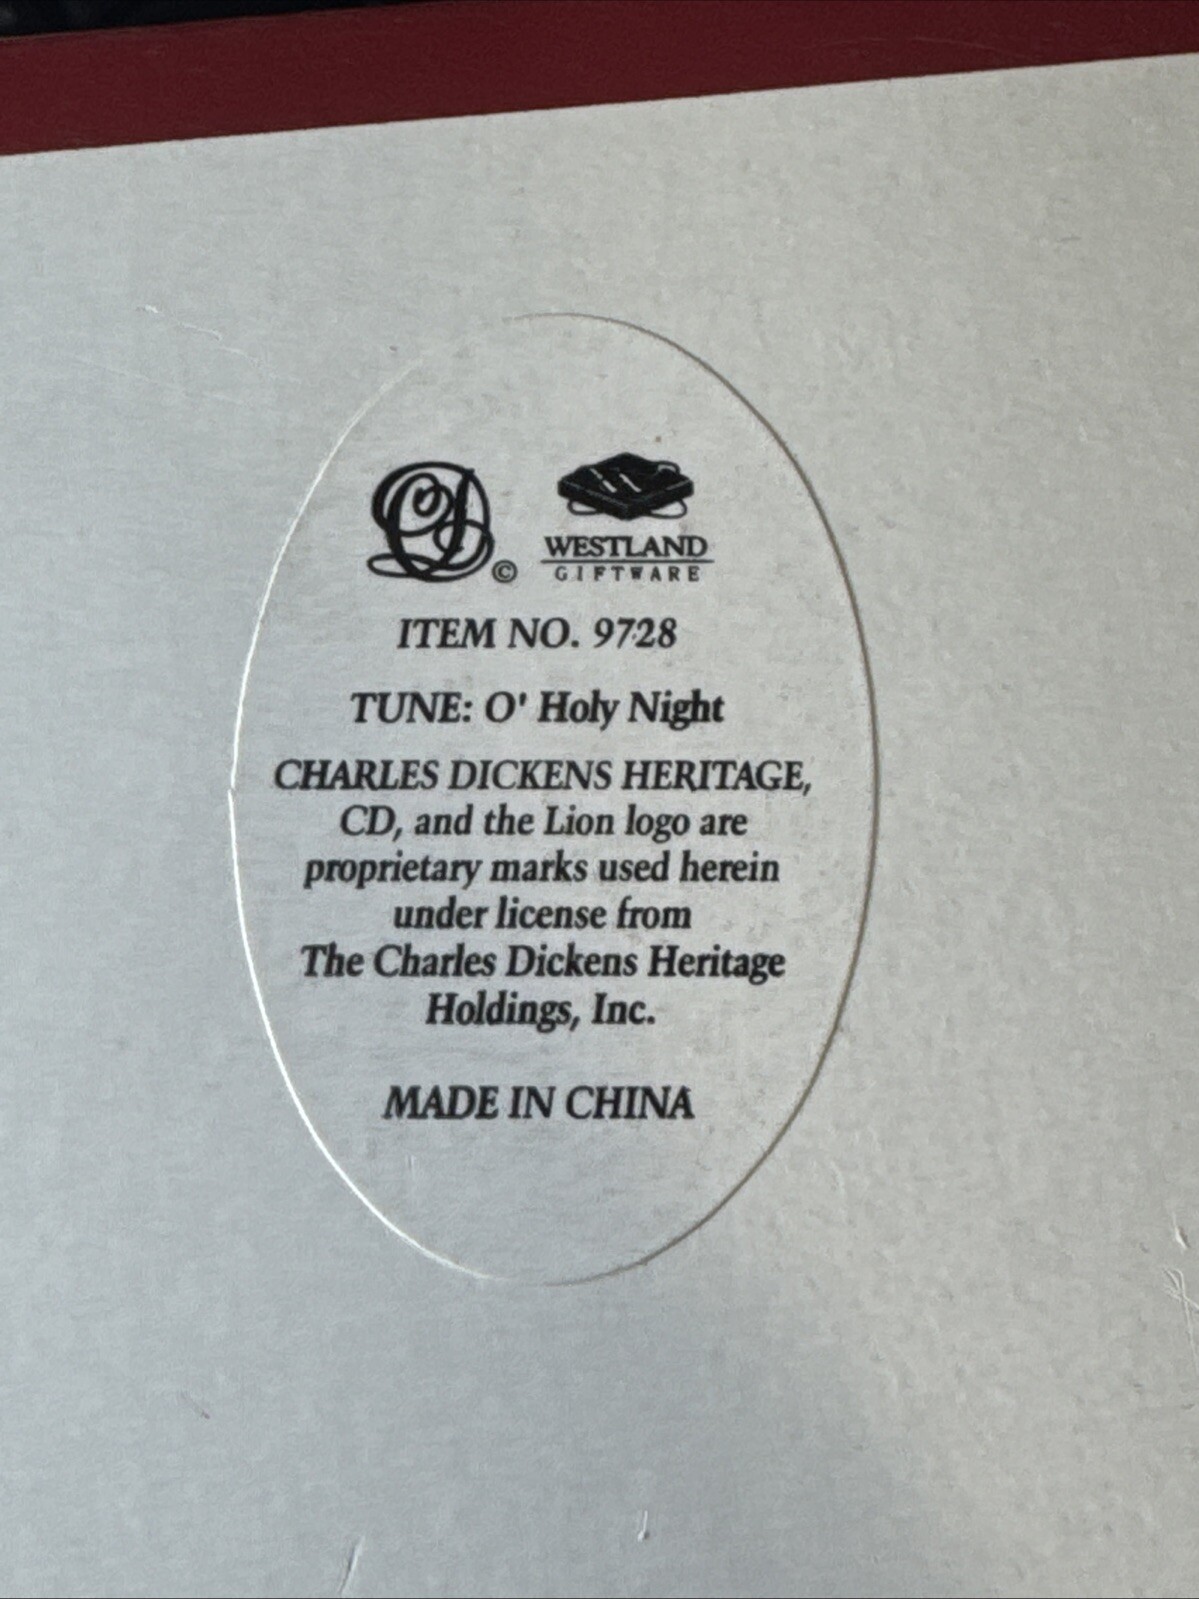 CD ©
WESTLAND
GIFTWARE
ITEM NO. 9728
TUNE: O' Holy Night
CHARLES DICKENS HERITAGE,
CD, and the Lion logo are
proprietary marks used herein
under license from
The Charles Dickens Heritage
Holdings, Inc.
MADE IN CHINA